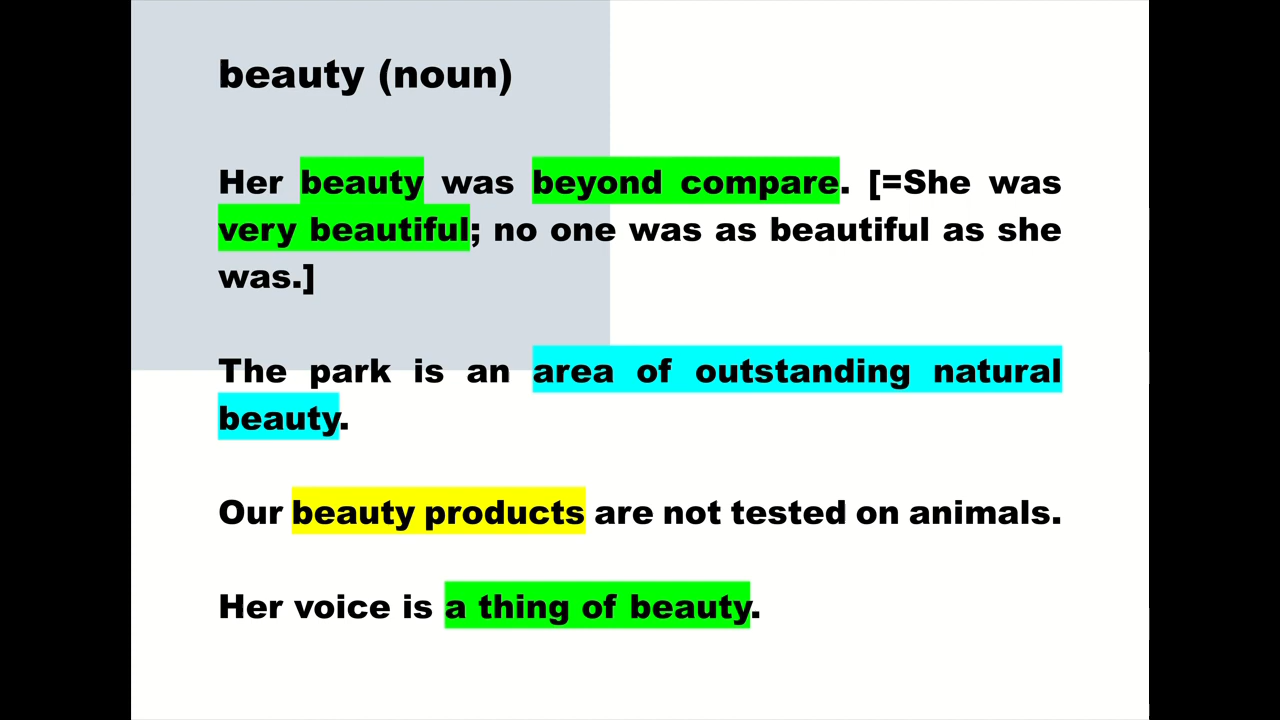 beauty (noun)
Her beauty was beyond compare. [=She was
very beautiful; no one was as beautiful as she
was.]
The park is an area of outstanding natural
beauty.
Our beauty products are not tested on animals.
Her voice is a thing of beauty.